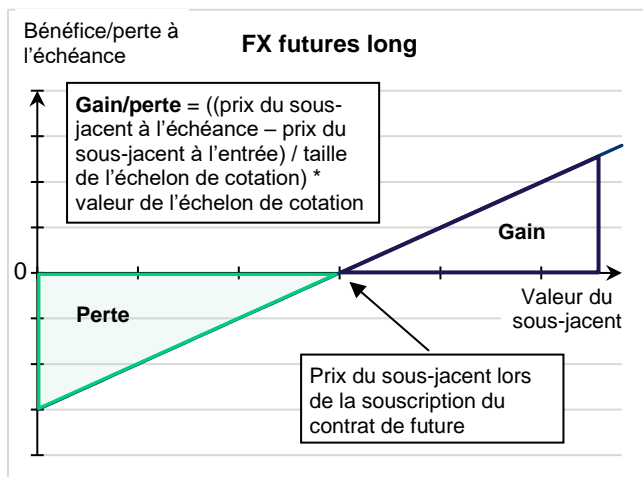 Bénéfice/perte à
l'échéance
FX futures long
Gain/perte = ((prix du sous-
jacent à l'échéance – prix du
sous-jacent à l'entrée) / taille
de l'échelon de cotation) *
valeur de l'échelon de cotation
Gain
0
Valeur du
sous-jacent
Perte
Prix du sous-jacent lors
de la souscription du
contrat de future